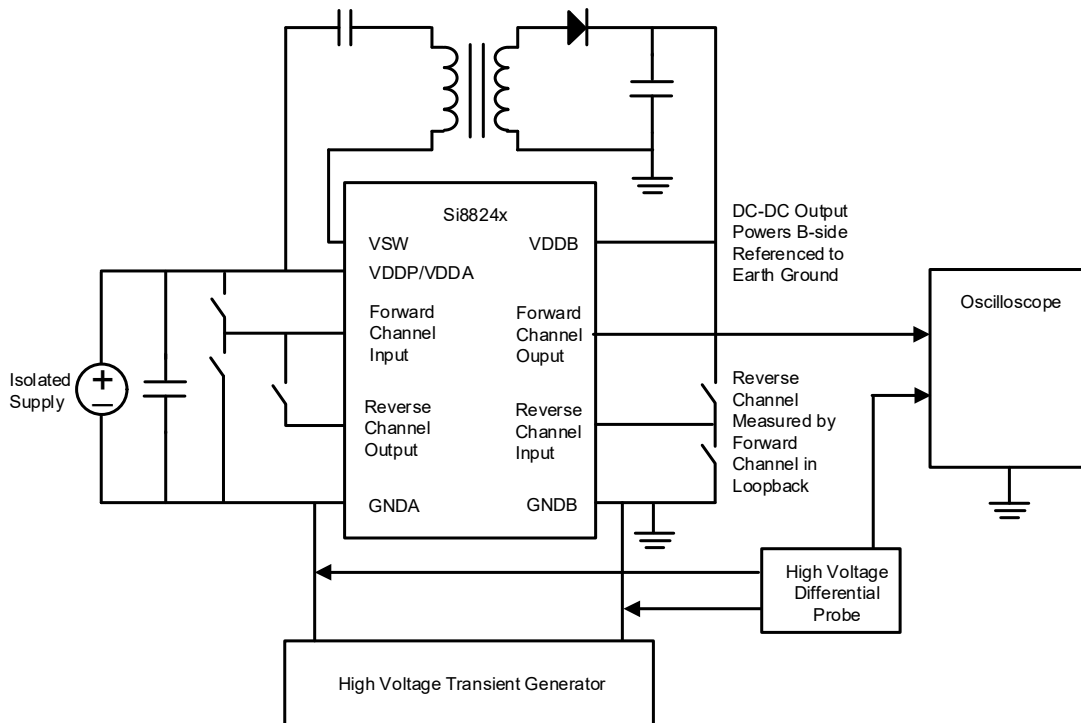 Si8824x
VSW
VDDB
DC-DC Output
Powers B-side
Referenced to
Earth Ground
VDDP/VDDA
Oscilloscope
Forward
Channel
Input
Forward
Channel
Ouput
Isolated
Supply
+
–
Reverse
Channel
Output
Reverse
Channel
Input
Reverse
Channel
Measured by
Forward
Channel in
Loopback
GNDA
GNDB
High Voltage
Differential
Probe
High Voltage Transient Generator